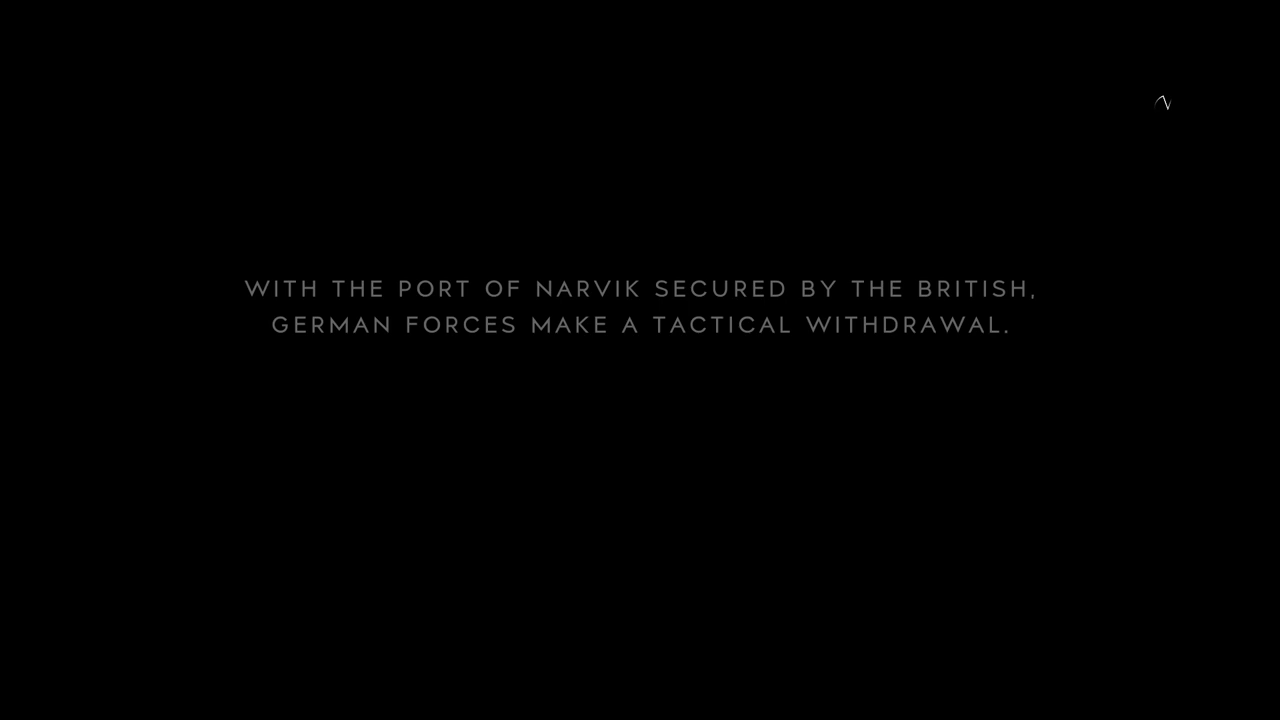 WITH THE PORT OF NARVIK SECURED BY THE BRITISH,
GERMAN FORCES MAKE A TACTICAL WITHDRAWAL.